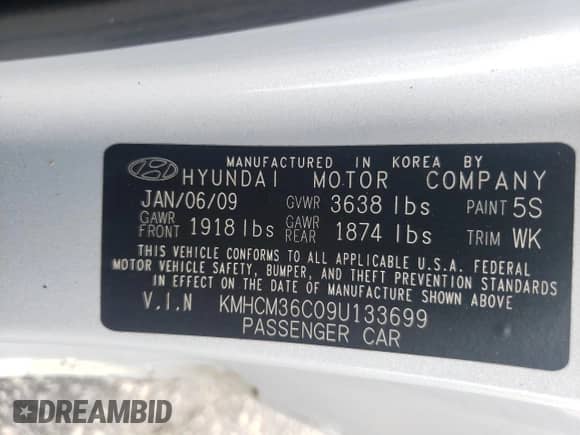 MANUFACTURED IN KOREA BY
HYUNDAI MOTOR COMPANY
JAN/06/09 GVWR 3638 lbs PAINT 5S
GAWR FRONT 1918 lbs GAWR REAR 1874 lbs TRIM WK
THIS VEHICLE CONFORMS TO ALL APPLICABLE U.S.A. FEDERAL
MOTOR VEHICLE SAFETY, BUMPER, AND THEFT PREVENTION STANDARDS
IN EFFECT ON THE DATE OF MANUFACTURE SHOWN ABOVE
V.I.N KMHCM36C09U133699
PASSENGER CAR
DREAMBID